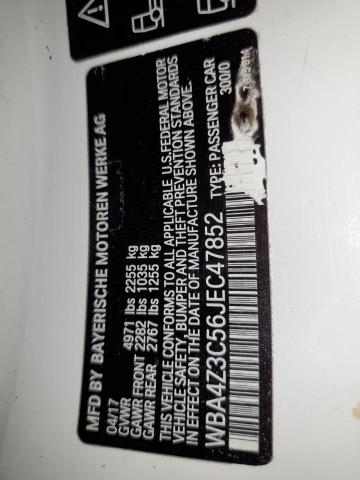 MFD BY BAYERISCHE MOTOREN WERKE AG
04/17
GVWR 4971 lbs 2255 kg
GAWR FRONT 2282 lbs 1035 kg
GAWR REAR 2767 lbs 1255 kg
THIS VEHICLE CONFORMS TO ALL APPLICABLE U.S. FEDERAL MOTOR
VEHICLE SAFETY, BUMPER AND THEFT PREVENTION STANDARDS
IN EFFECT ON THE DATE OF MANUFACTURE SHOWN ABOVE.
WBA4Z3C56JEC47852 TYPE: PASSENGER CAR
300/0